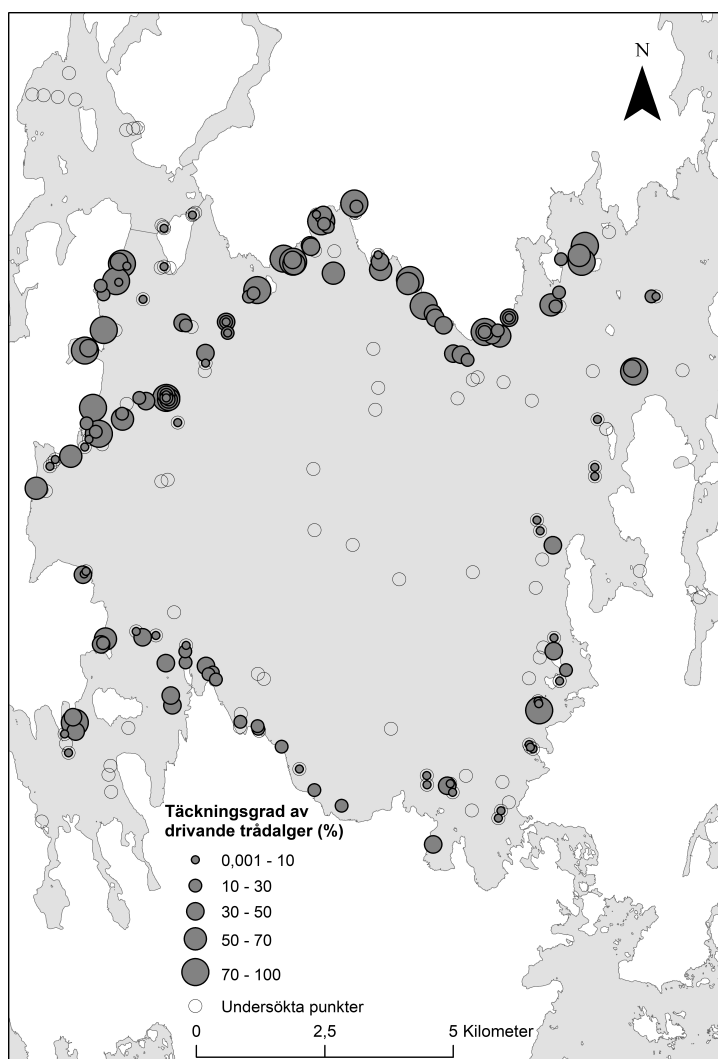 N
Täckningsgrad av
drivande trådalger (%)
0,001 - 10
10 - 30
30 - 50
50 - 70
70 - 100
Undersökta punkter
0 2,5 5 Kilometer